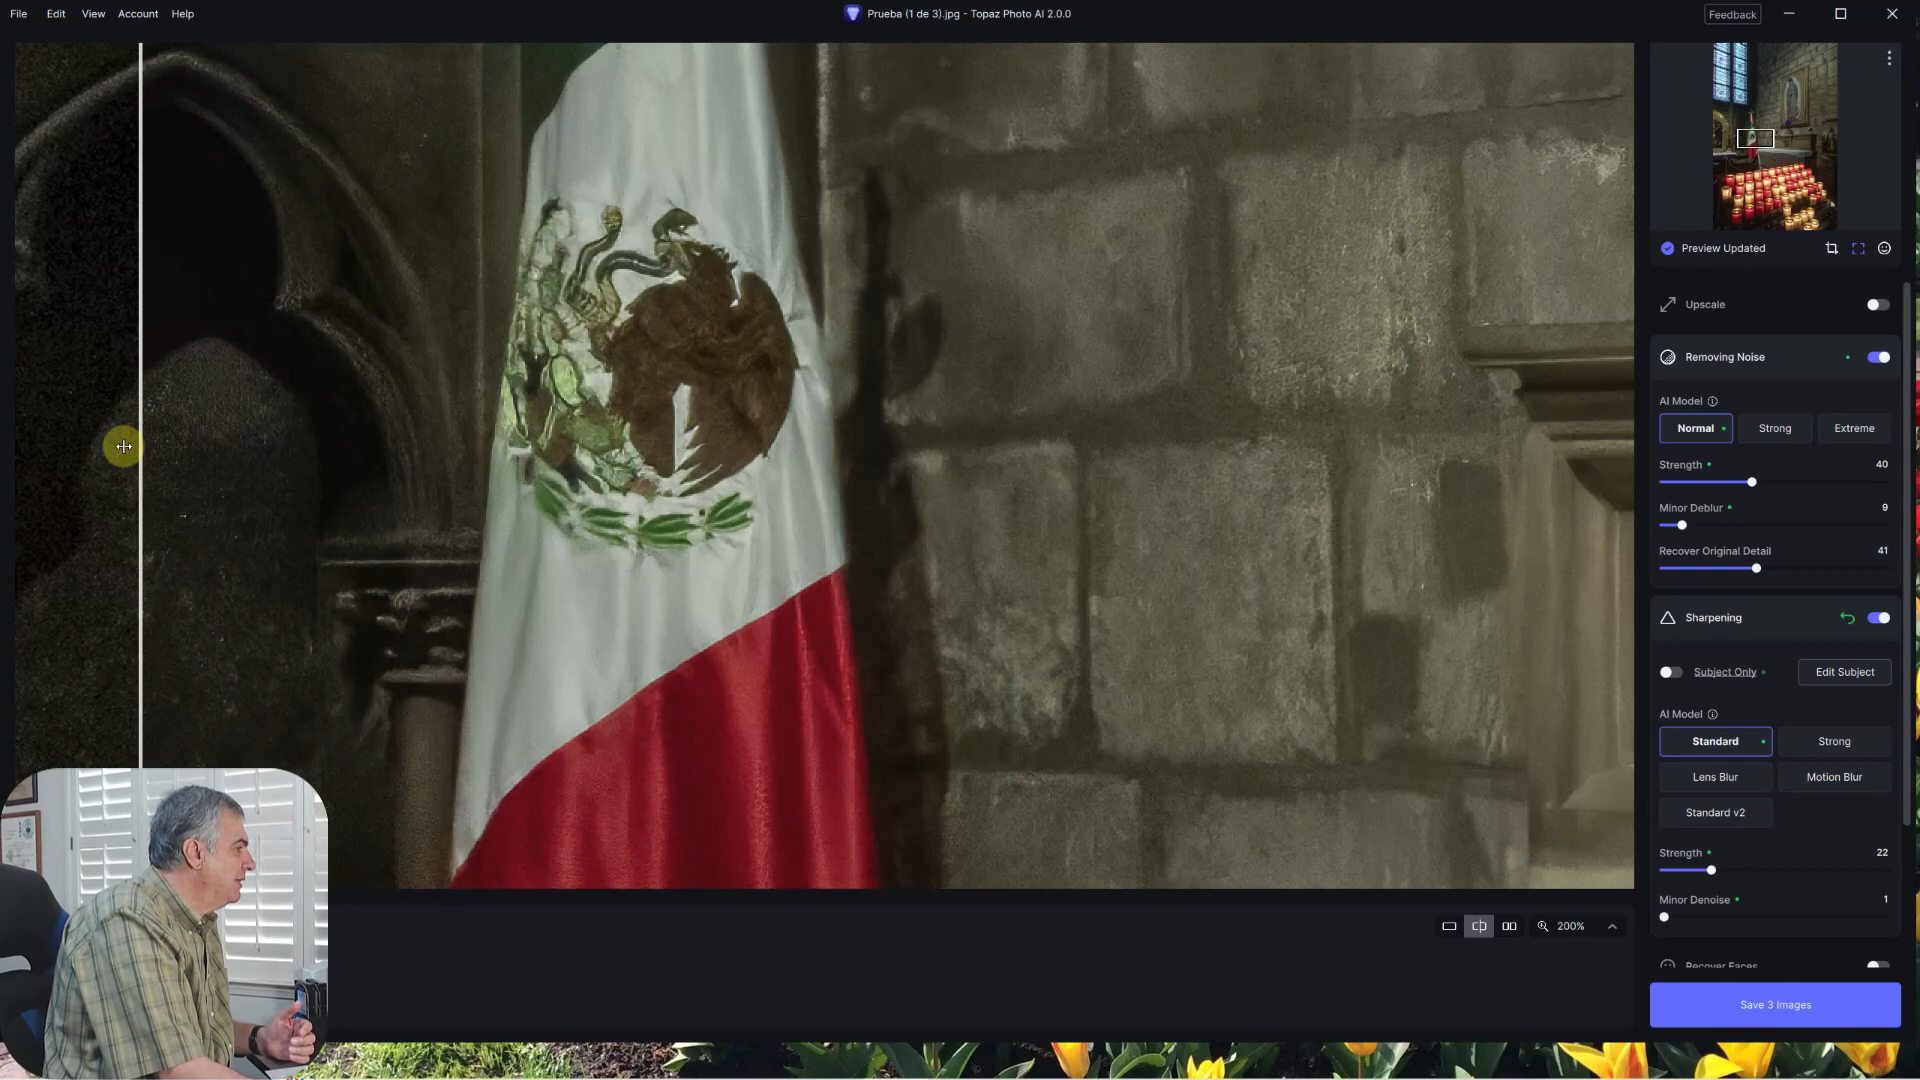 File Edit View Account Help
Prueba (1 de 3).jpg - Topaz Photo AI 2.0.0
Feedback
Preview Updated
Upscale
Removing Noise
AI Model
Normal Strong Extreme
Strength 40
Minor Deblur 9
Recover Original Detail 41
Sharpening
Subject Only Edit Subject
AI Model
Standard Strong
Lens Blur Motion Blur
Standard v2
Strength 22
200%
Minor Denoise 1
Recover Faces
Save 3 Images